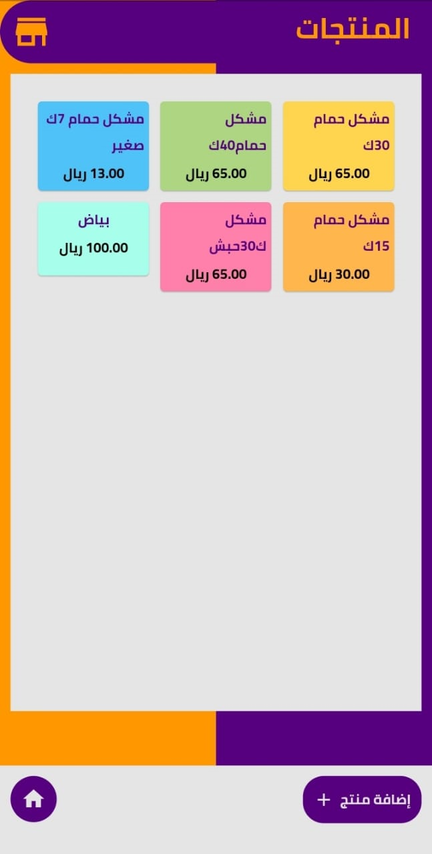 المنتجات
مشكل حمام
30ك
65.00 ريال
مشكل
حمام40ك
65.00 ريال
مشكل حمام 7ك
صغير
13.00 ريال
مشكل حمام
15ك
30.00 ريال
مشكل
ك30حبش
65.00 ريال
بياض
100.00 ريال
إضافة منتج +